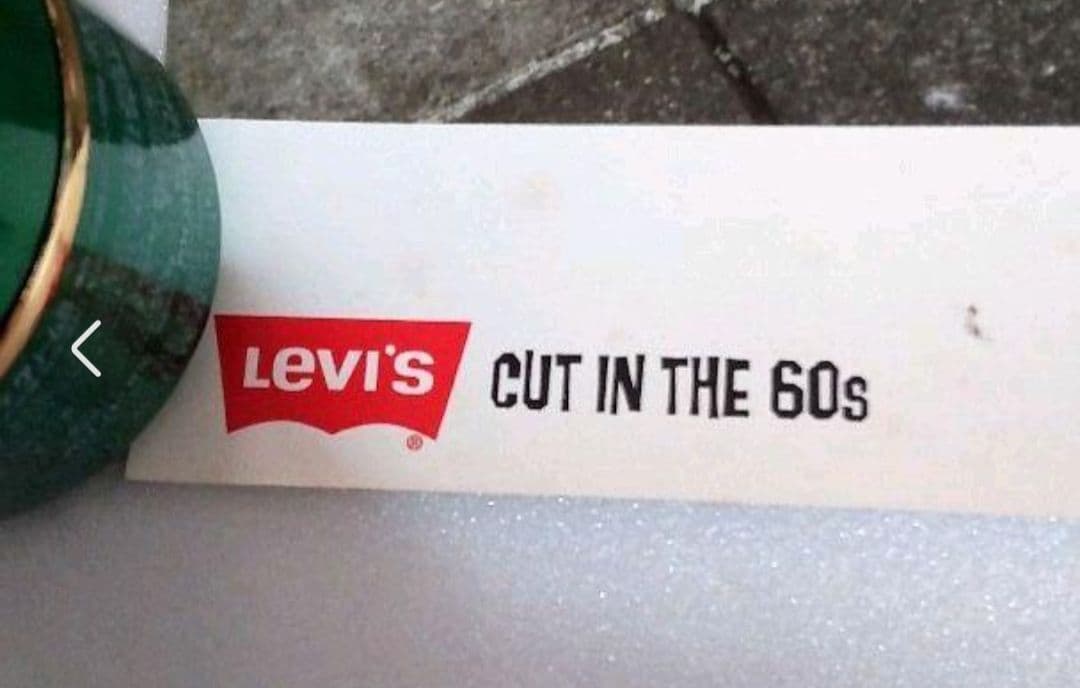 LEVI'S CUT IN THE 60s
®